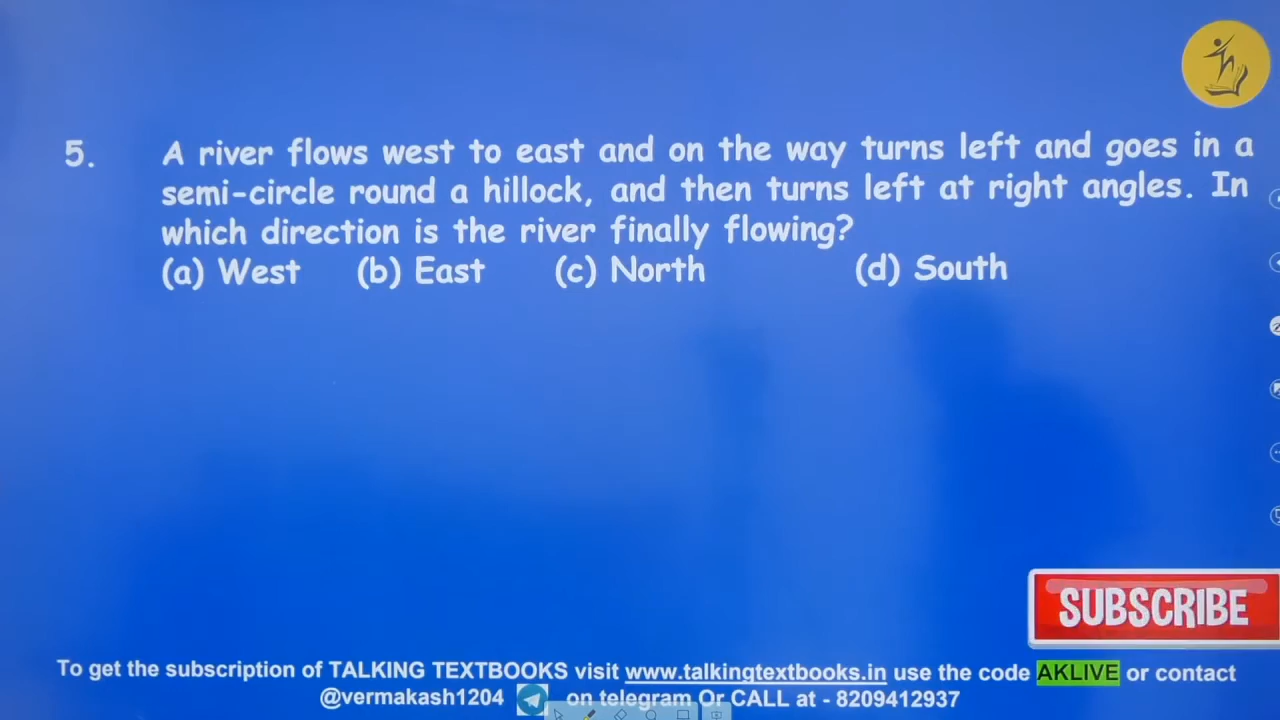 5. A river flows west to east and on the way turns left and goes in a
semi-circle round a hillock, and then turns left at right angles. In
which direction is the river finally flowing?
(a) West (b) East (c) North (d) South
SUBSCRIBE
To get the subscription of TALKING TEXTBOOKS visit www.talkingtextbooks.in use the code AKLIVE or contact
@vermakash1204 on telegram Or CALL at - 8209412937